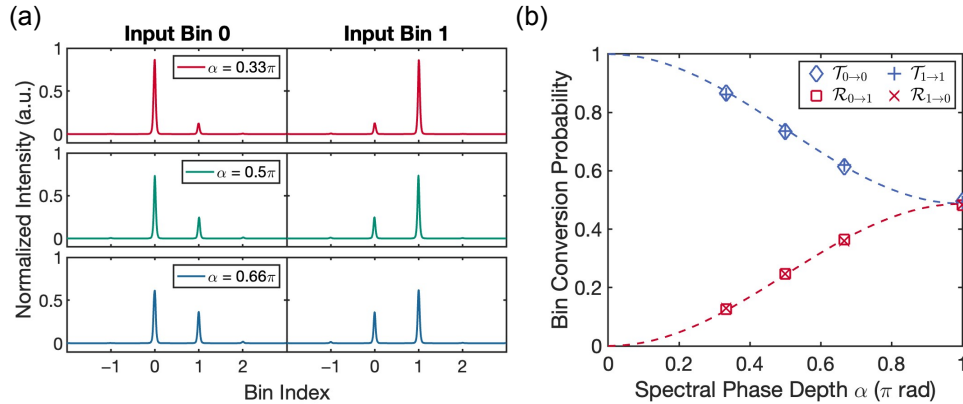 (a)
Input Bin 0
Input Bin 1
Normalized Intensity (a.u.)
1
0.5
0
α = 0.33π
1
0.5
0
α = 0.5π
1
0.5
0
α = 0.66π
−1 0 1 2
−1 0 1 2
Bin Index
(b)
Bin Conversion Probability
1
0.8
0.6
0.4
0.2
0
𝒯0→0 𝒯1→1
ℛ0→1 ℛ1→0
0 0.2 0.4 0.6 0.8 1
Spectral Phase Depth α (π rad)